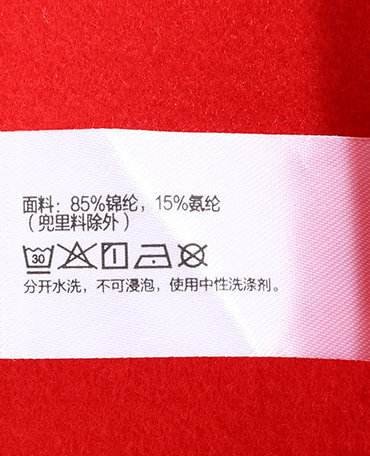 面料：85%锦纶，15%氨纶
（兜里料除外）
30
分开水洗，不可浸泡，使用中性洗涤剂。